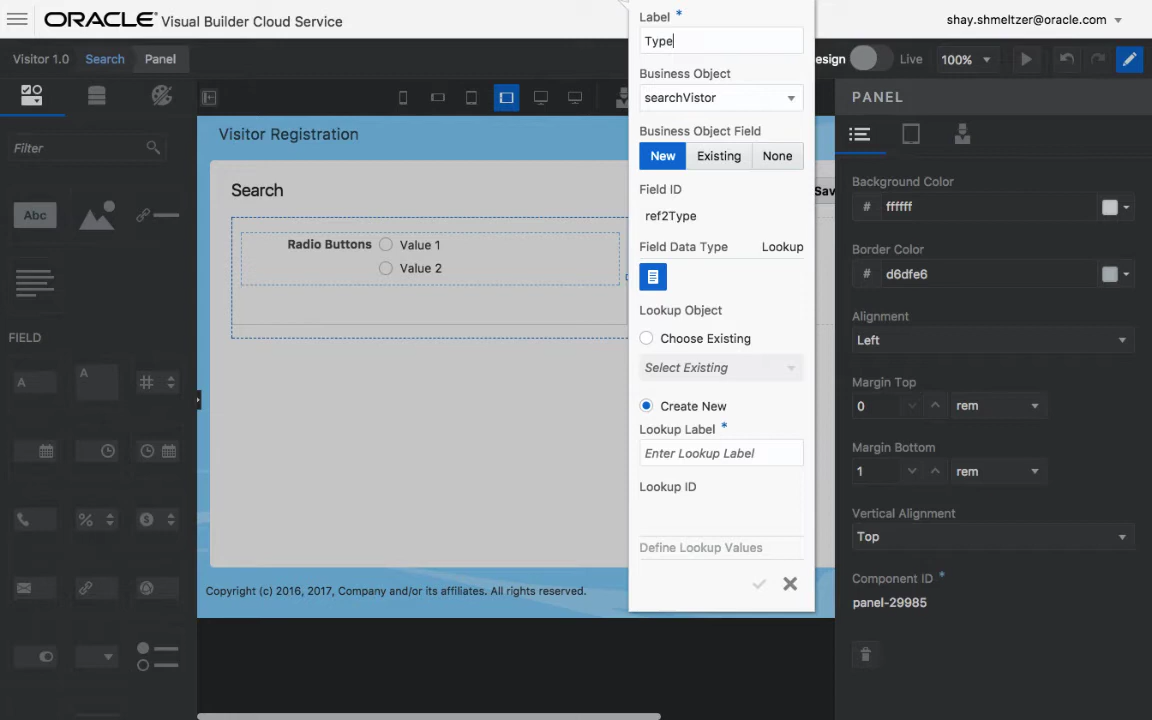 ORACLE® Visual Builder Cloud Service
shay.shmeltzer@oracle.com
Visitor 1.0
Search
Panel
esign
Live
100%
Filter
Abc
FIELD
A
A
#
%
$
Visitor Registration
Search
Sav
Radio Buttons
Value 1
Value 2
Copyright (c) 2016, 2017, Company and/or its affiliates. All rights reserved.
Label *
Type
Business Object
searchVistor
Business Object Field
New
Existing
None
Field ID
ref2Type
Field Data Type
Lookup
Lookup Object
Choose Existing
Select Existing
Create New
Lookup Label *
Enter Lookup Label
Lookup ID
Define Lookup Values
PANEL
Background Color
# ffffff
Border Color
# d6dfe6
Alignment
Left
Margin Top
0 rem
Margin Bottom
1 rem
Vertical Alignment
Top
Component ID *
panel-29985